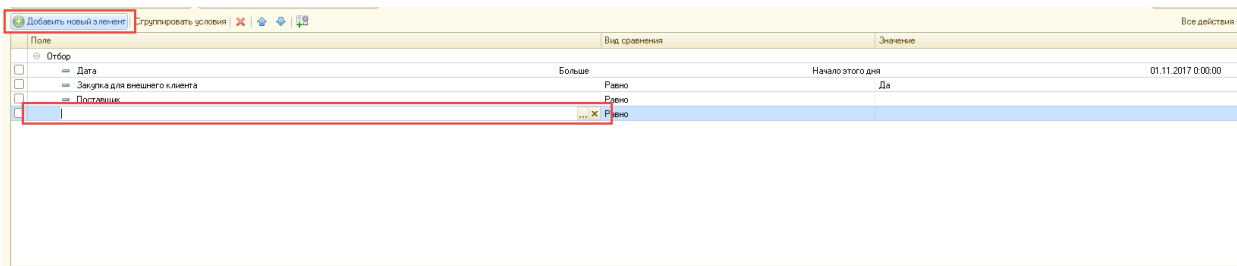 Добавить новый элемент Сгруппировать условия Все действия
Поле Вид сравнения Значение
Отбор
Дата Больше Начало этого дня 01.11.2017 0:00:00
Закупка для внешнего клиента Равно Да
Поставщик Равно
... Равно